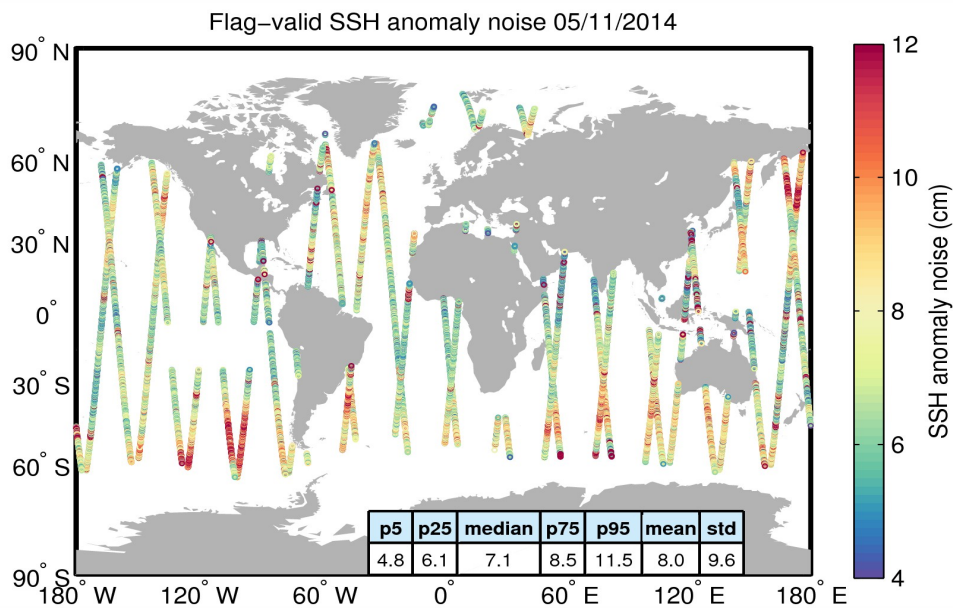 Flag−valid SSH anomaly noise 05/11/2014
90° N
60° N
30° N
0°
30° S
60° S
90° S
180° W
120° W
60° W
0°
60° E
120° E
180° E
p5 p25 median p75 p95 mean std
4.8 6.1 7.1 8.5 11.5 8.0 9.6
12
10
8
6
4
SSH anomaly noise (cm)